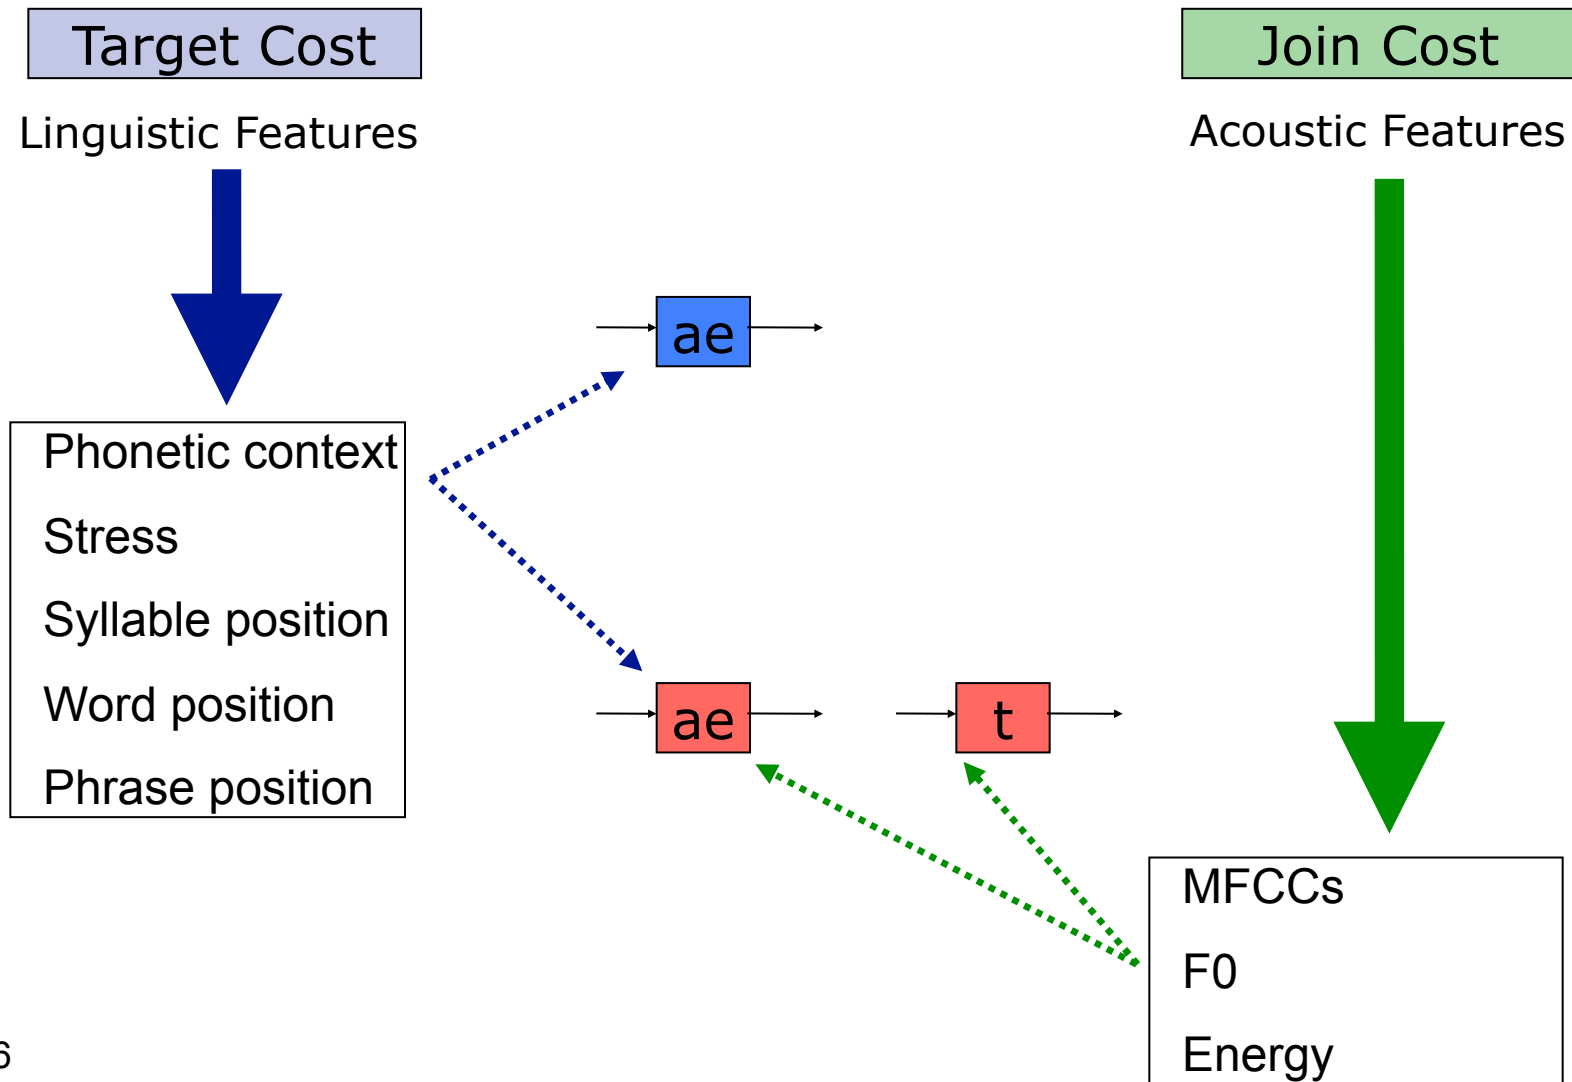 Target Cost
Linguistic Features
Phonetic context
Stress
Syllable position
Word position
Phrase position
ae
ae
t
Join Cost
Acoustic Features
MFCCs
F0
Energy
6